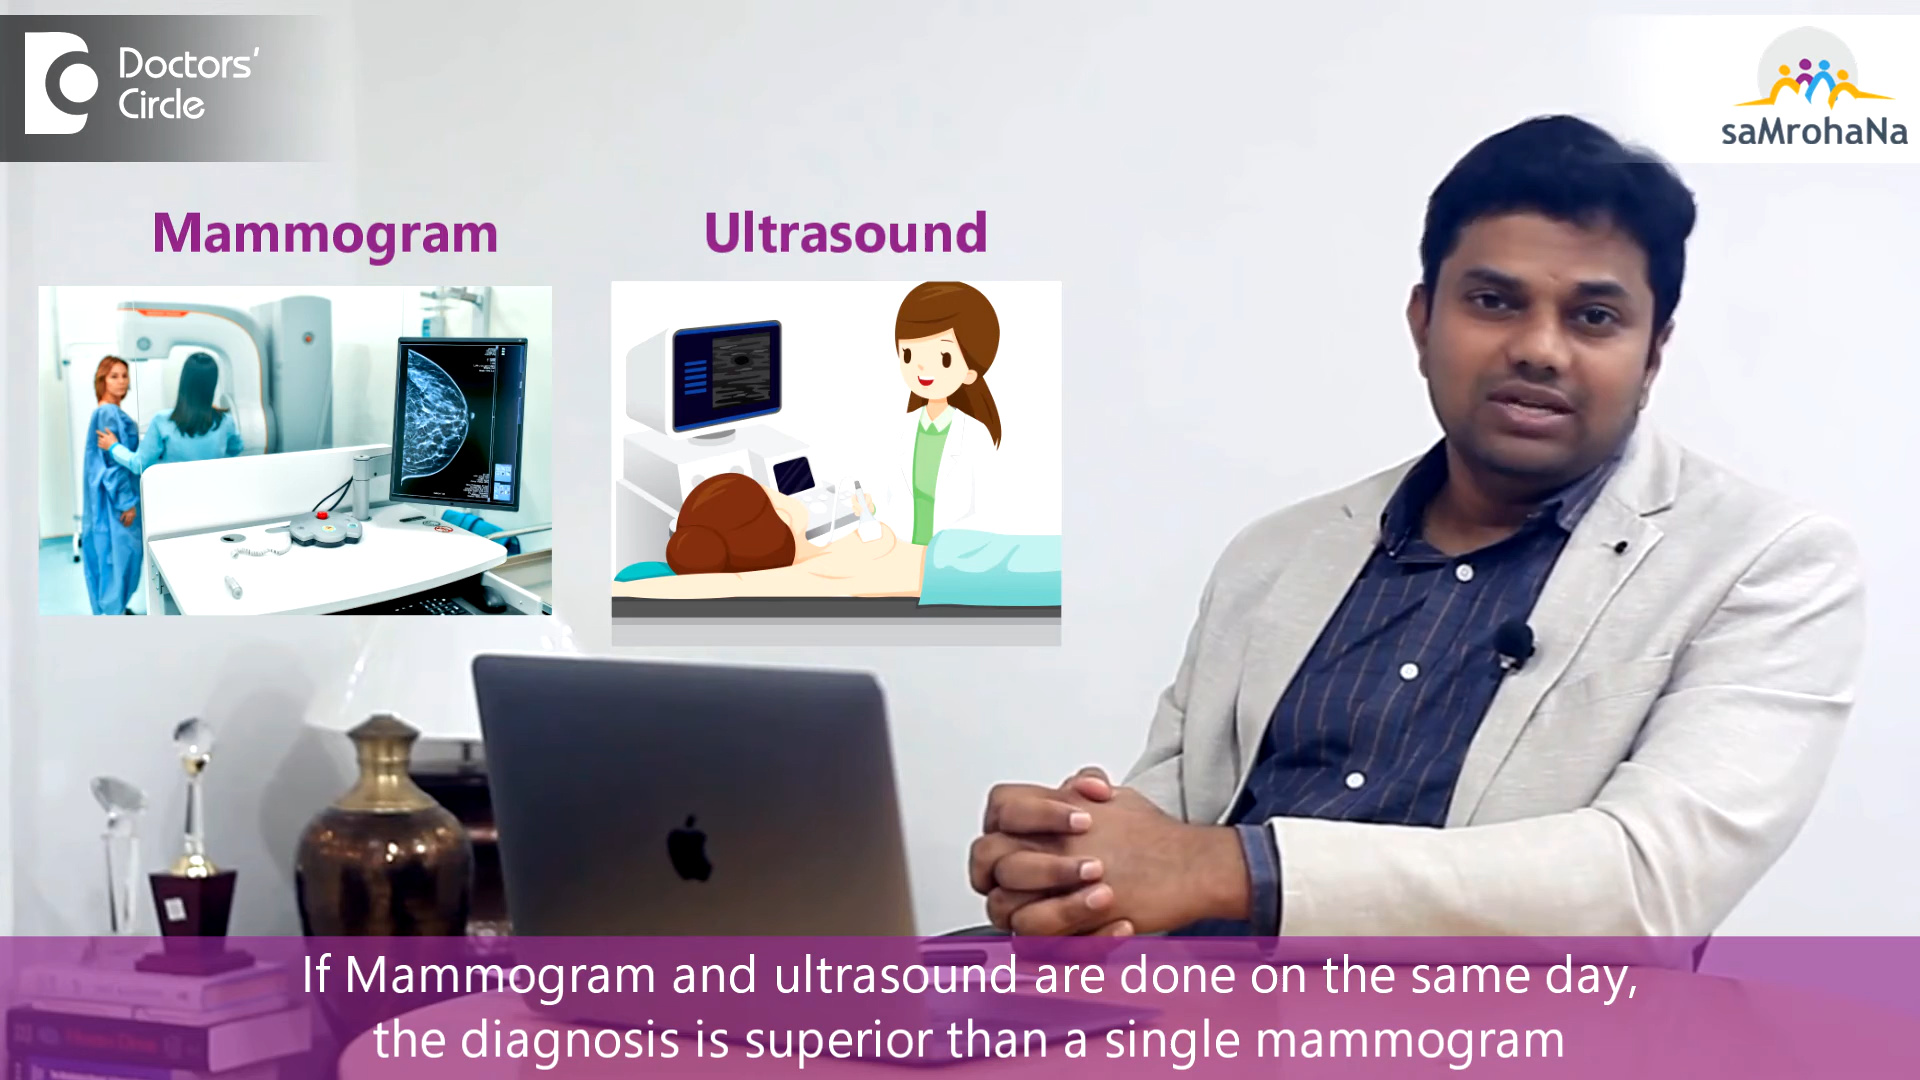 Doctors'
Circle
saMrohaNa
Mammogram
Ultrasound
If Mammogram and ultrasound are done on the same day,
the diagnosis is superior than a single mammogram